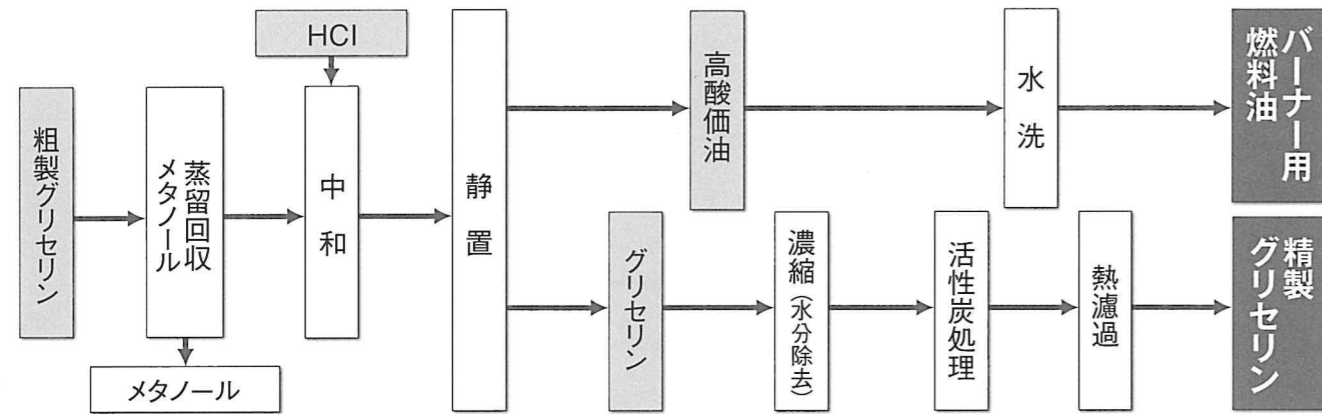 粗製グリセリン
メタノール
蒸留回収
メタノール
HCl
中和
静置
高酸価油
水洗
バーナー用
燃料油
グリセリン
濃縮（水分除去）
活性炭処理
熱濾過
精製
グリセリン